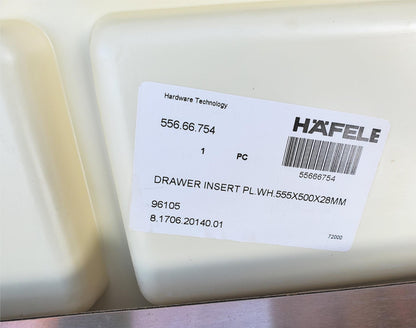 Hardware Technology
HÄFELE
556.66.754
1 PC
55666754
DRAWER INSERT PL.WH.555X500X28MM
96105
8.1706.20140.01
72000